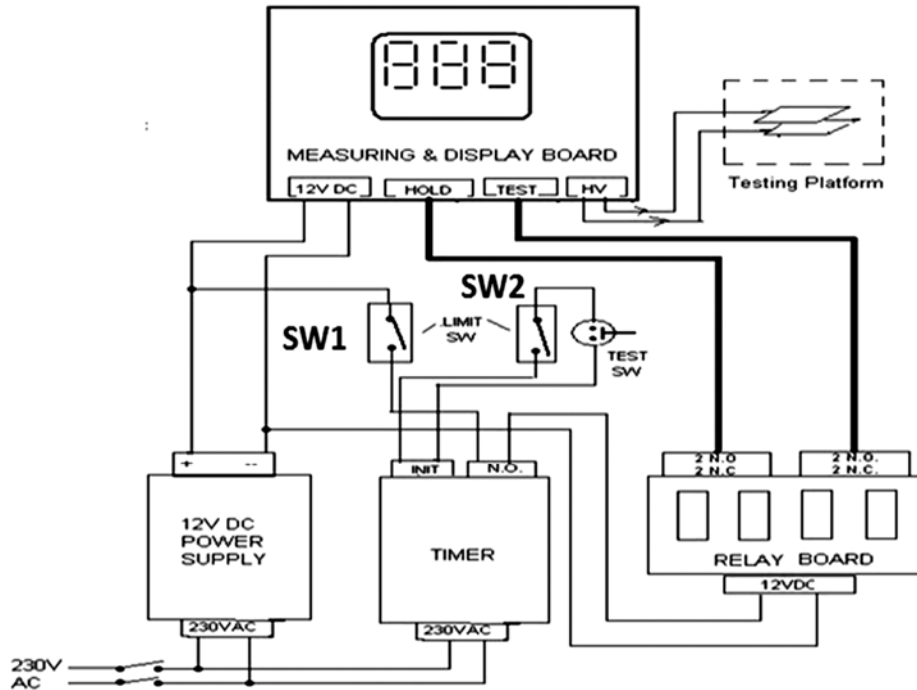 888
MEASURING & DISPLAY BOARD
12V DC
HOLD
TEST
HV
Testing Platform
SW1
SW2
LIMIT
SW
TEST
SW
+
--
INIT
N.O.
2 N.O
2 N.C
2 N.O.
2 N.C.
12V DC
POWER
SUPPLY
TIMER
RELAY BOARD
12VDC
230VAC
230VAC
230V
AC